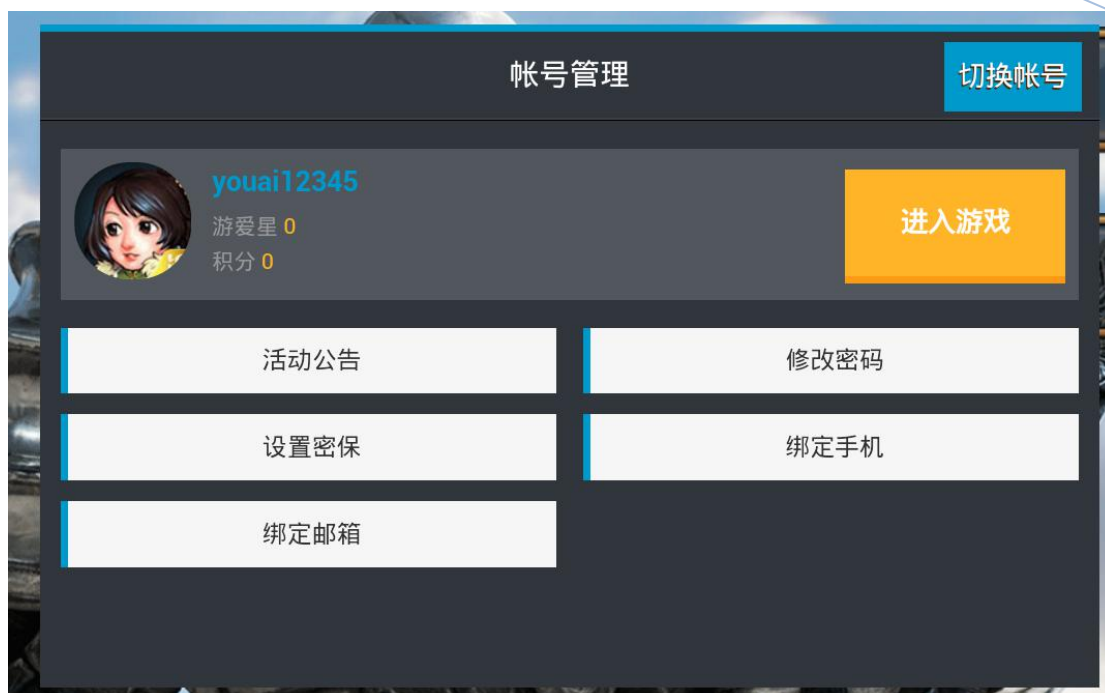 帐号管理
切换帐号
youai12345
游爱星 0
积分 0
进入游戏
活动公告
修改密码
设置密保
绑定手机
绑定邮箱